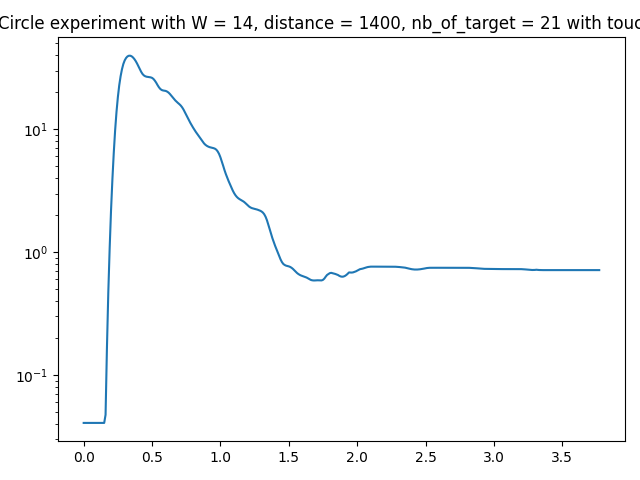 Circle experiment with W = 14, distance = 1400, nb_of_target = 21 with touc
10¹
10⁰
10⁻¹
0.0 0.5 1.0 1.5 2.0 2.5 3.0 3.5